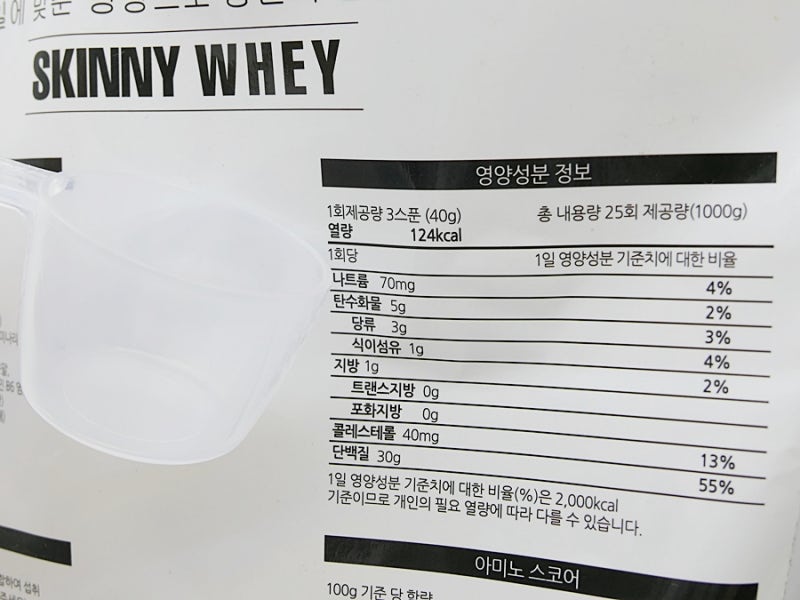 SKINNY WHEY
영양성분 정보
1회제공량 3스푼 (40g) 총 내용량 25회 제공량(1000g)
열량 124kcal
1회당 1일 영양성분 기준치에 대한 비율
나트륨 70mg 4%
탄수화물 5g 2%
당류 3g 3%
식이섬유 1g 4%
지방 1g 2%
트랜스지방 0g
포화지방 0g
콜레스테롤 40mg 13%
단백질 30g 55%
1일 영양성분 기준치에 대한 비율(%)은 2,000kcal
기준이므로 개인의 필요 열량에 따라 다를 수 있습니다.
아미노 스코어
100g 기준 당 함량